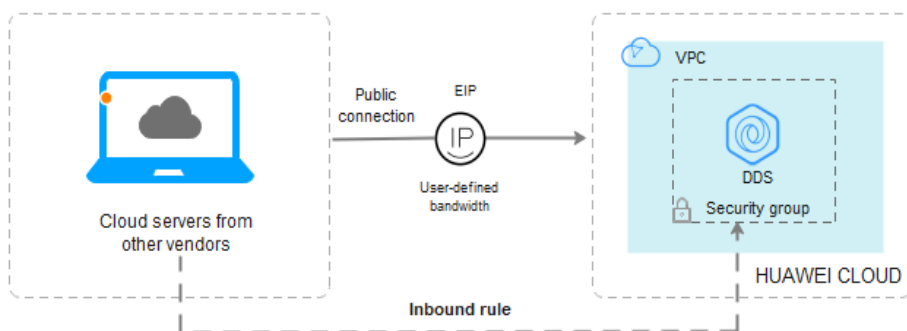 Cloud servers from
other vendors
Public
connection
EIP
IP
User-defined
bandwidth
VPC
DDS
Security group
HUAWEI CLOUD
Inbound rule